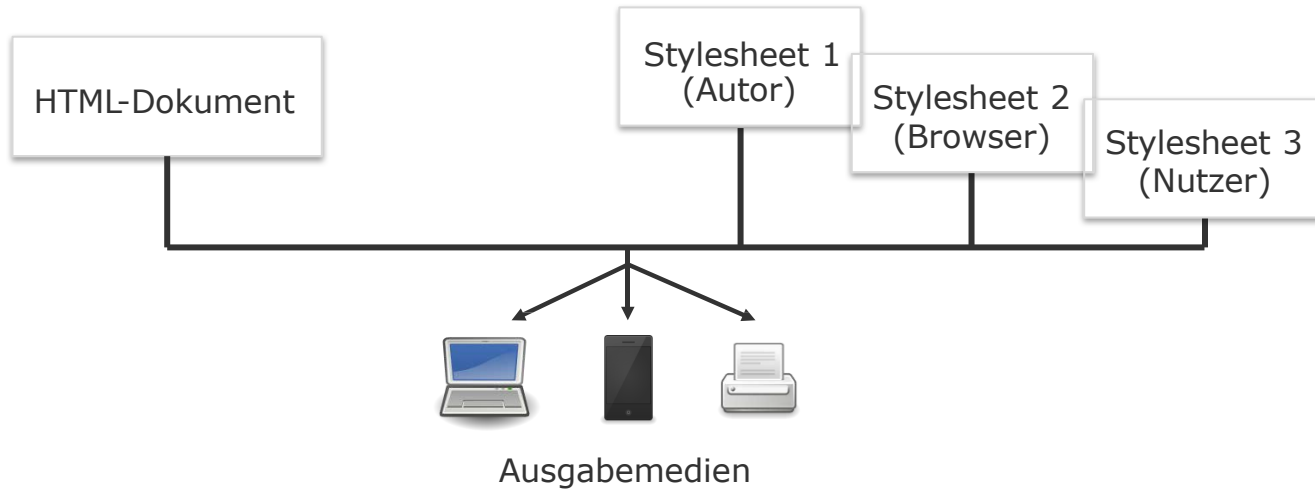 HTML-Dokument
Stylesheet 1
(Autor)
Stylesheet 2
(Browser)
Stylesheet 3
(Nutzer)
Ausgabemedien